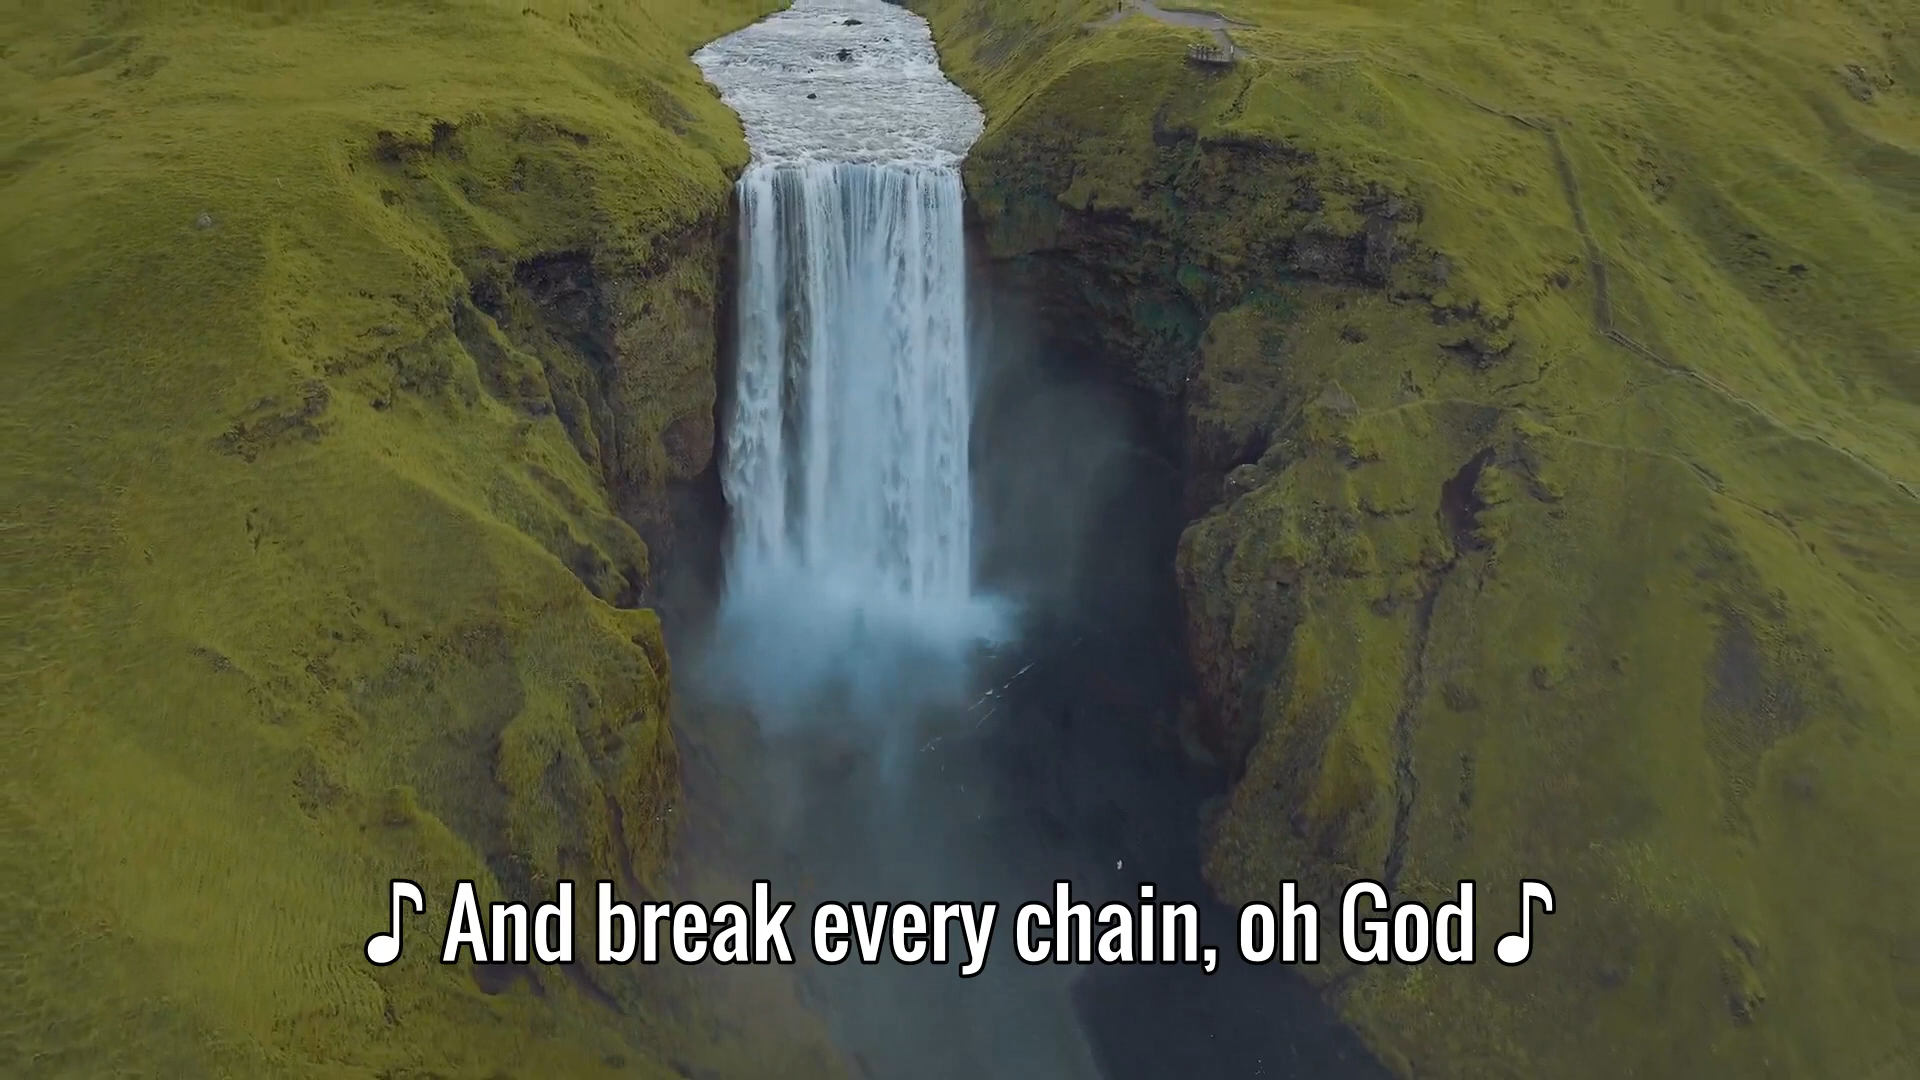 ♪ And break every chain, oh God ♪